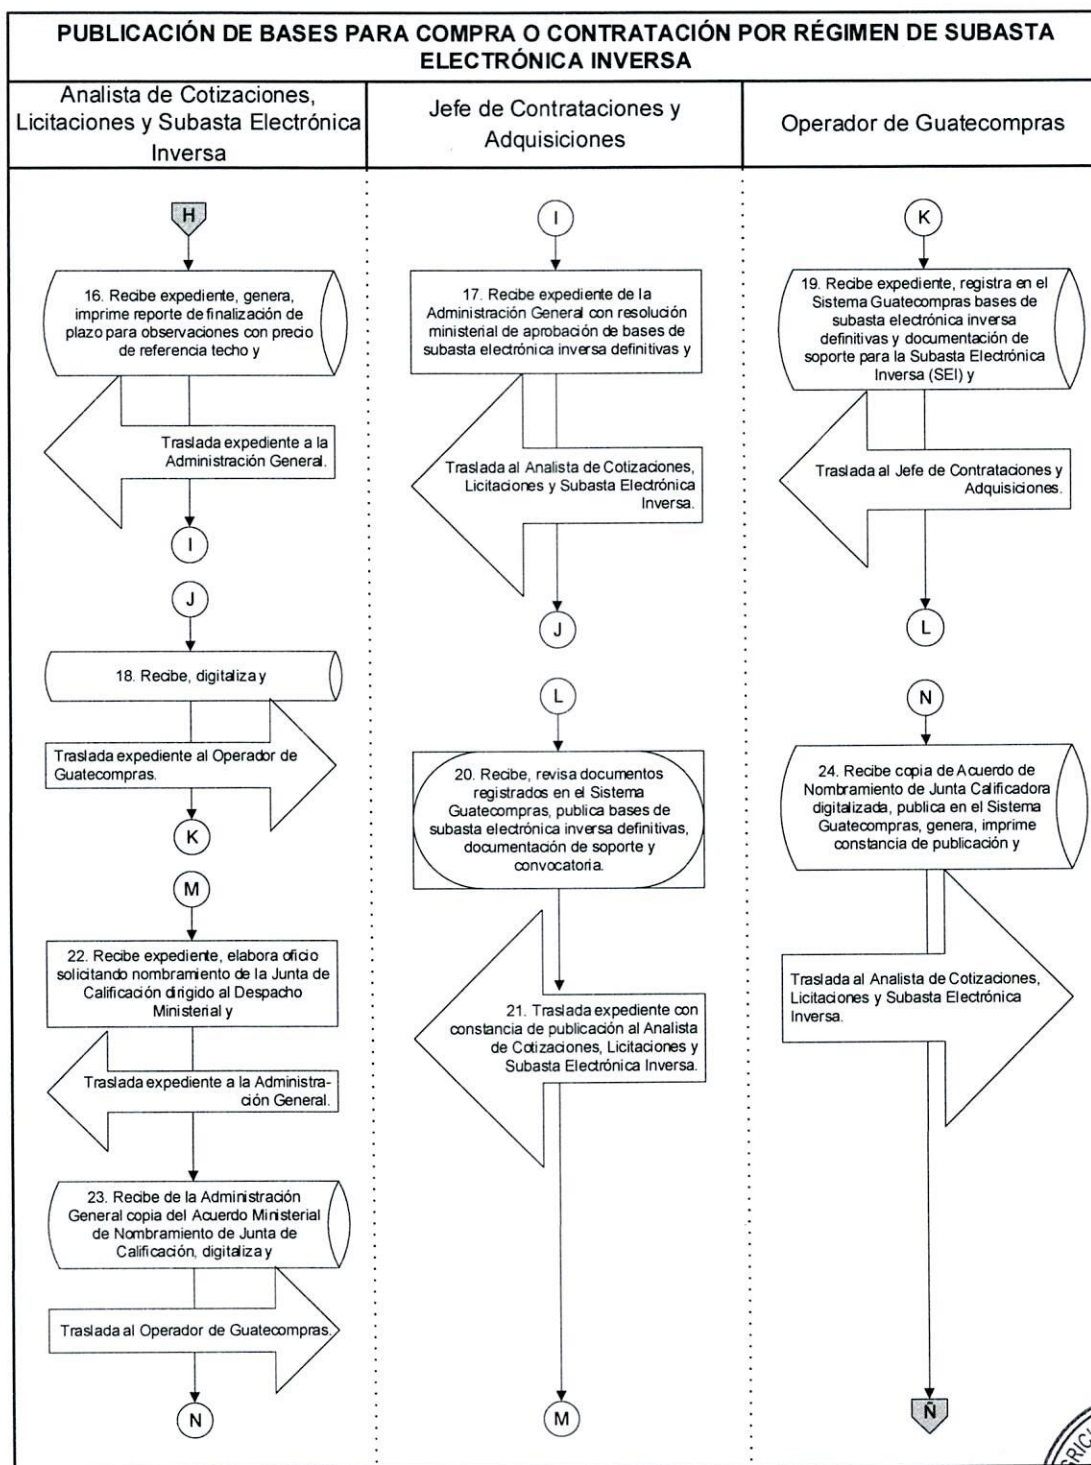 PUBLICACIÓN DE BASES PARA COMPRA O CONTRATACIÓN POR RÉGIMEN DE SUBASTA
ELECTRÓNICA INVERSA
Analista de Cotizaciones,
Licitaciones y Subasta Electrónica
Inversa
Jefe de Contrataciones y
Adquisiciones
Operador de Guatecompras
H
16. Recibe expediente, genera,
imprime reporte de finalización de
plazo para observaciones con precio
de referencia techo y
Traslada expediente a la
Administración General.
I
J
18. Recibe, digitaliza y
Traslada expediente al Operador de
Guatecompras.
K
M
22. Recibe expediente, elabora oficio
solicitando nombramiento de la Junta
de Calificación dirigido al Despacho
Ministerial y
Traslada expediente a la Administra-
ción General.
23. Recibe de la Administración
General copia del Acuerdo Ministerial
de Nombramiento de Junta de
Calificación, digitaliza y
Traslada al Operador de Guatecompras.
N
I
17. Recibe expediente de la
Administración General con resolución
ministerial de aprobación de bases de
subasta electrónica inversa definitivas y
Traslada al Analista de Cotizaciones,
Licitaciones y Subasta Electrónica
Inversa.
J
L
20. Recibe, revisa documentos
registrados en el Sistema
Guatecompras, publica bases de
subasta electrónica inversa definitivas,
documentación de soporte y
convocatoria.
21. Traslada expediente con
constancia de publicación al Analista
de Cotizaciones, Licitaciones y
Subasta Electrónica Inversa.
M
K
19. Recibe expediente, registra en el
Sistema Guatecompras bases de
subasta electrónica inversa
definitivas y documentación de
soporte para la Subasta Electrónica
Inversa (SEI) y
Traslada al Jefe de Contrataciones y
Adquisiciones.
L
N
24. Recibe copia de Acuerdo de
Nombramiento de Junta Calificadora
digitalizada, publica en el Sistema
Guatecompras, genera, imprime
constancia de publicación y
Traslada al Analista de Cotizaciones,
Licitaciones y Subasta Electrónica
Inversa.
Ñ